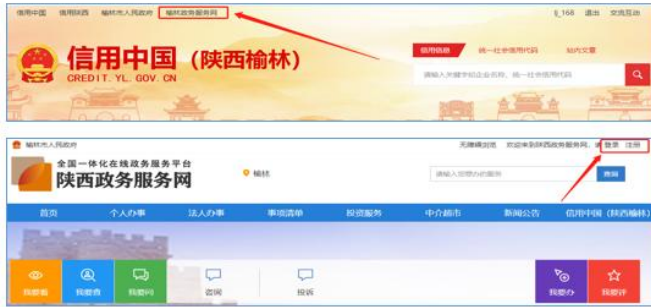 信用中国 信用陕西 榆林市人民政府 榆林政务服务网 退出 交流互动
信用中国（陕西榆林）
CREDIT. YL. GOV. CN
信用信息 统一社会信用代码 站内文章
请输入关键字如企业名称、统一社会信用代码
榆林市人民政府 无障碍浏览 欢迎来到陕西政务服务网，请 登录 注册
全国一体化在线政务服务平台
陕西政务服务网
榆林
请输入您想办的服务 查询
首页 个人办事 法人办事 事项清单 投资服务 中介超市 新闻公告 信用中国（陕西榆林）
我要看 我要查 我要问 咨询 投诉 我要办 我要评